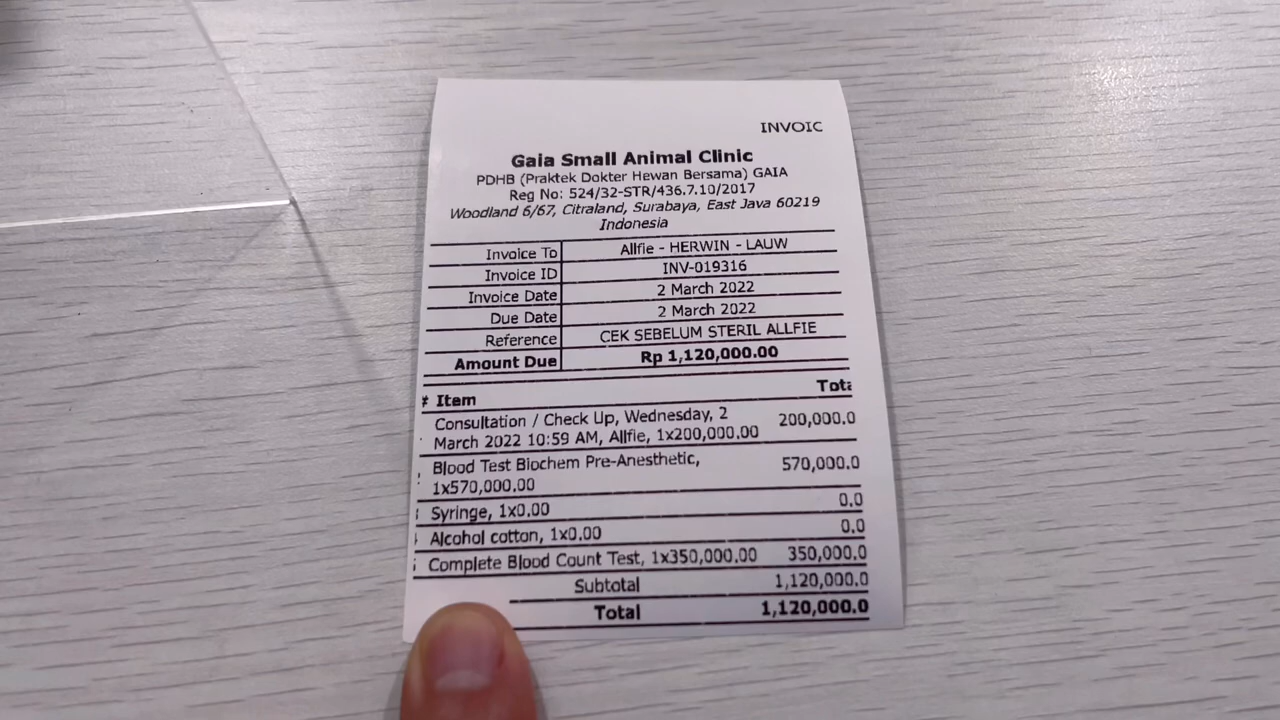 INVOIC
Gaia Small Animal Clinic
PDHB (Praktek Dokter Hewan Bersama) GAIA
Reg No: 524/32-STR/436.7.10/2017
Woodland 6/67, Citraland, Surabaya, East Java 60219
Indonesia
Invoice To Allfie - HERWIN - LAUW
Invoice ID INV-019316
Invoice Date 2 March 2022
Due Date 2 March 2022
Reference CEK SEBELUM STERIL ALLFIE
Amount Due Rp 1,120,000.00
# Item Tota
Consultation / Check Up, Wednesday, 2 200,000.0
March 2022 10:59 AM, Allfie, 1x200,000.00
Blood Test Biochem Pre-Anesthetic, 570,000.0
1x570,000.00
Syringe, 1x0.00 0.0
Alcohol cotton, 1x0.00 0.0
Complete Blood Count Test, 1x350,000.00 350,000.0
Subtotal 1,120,000.0
Total 1,120,000.0